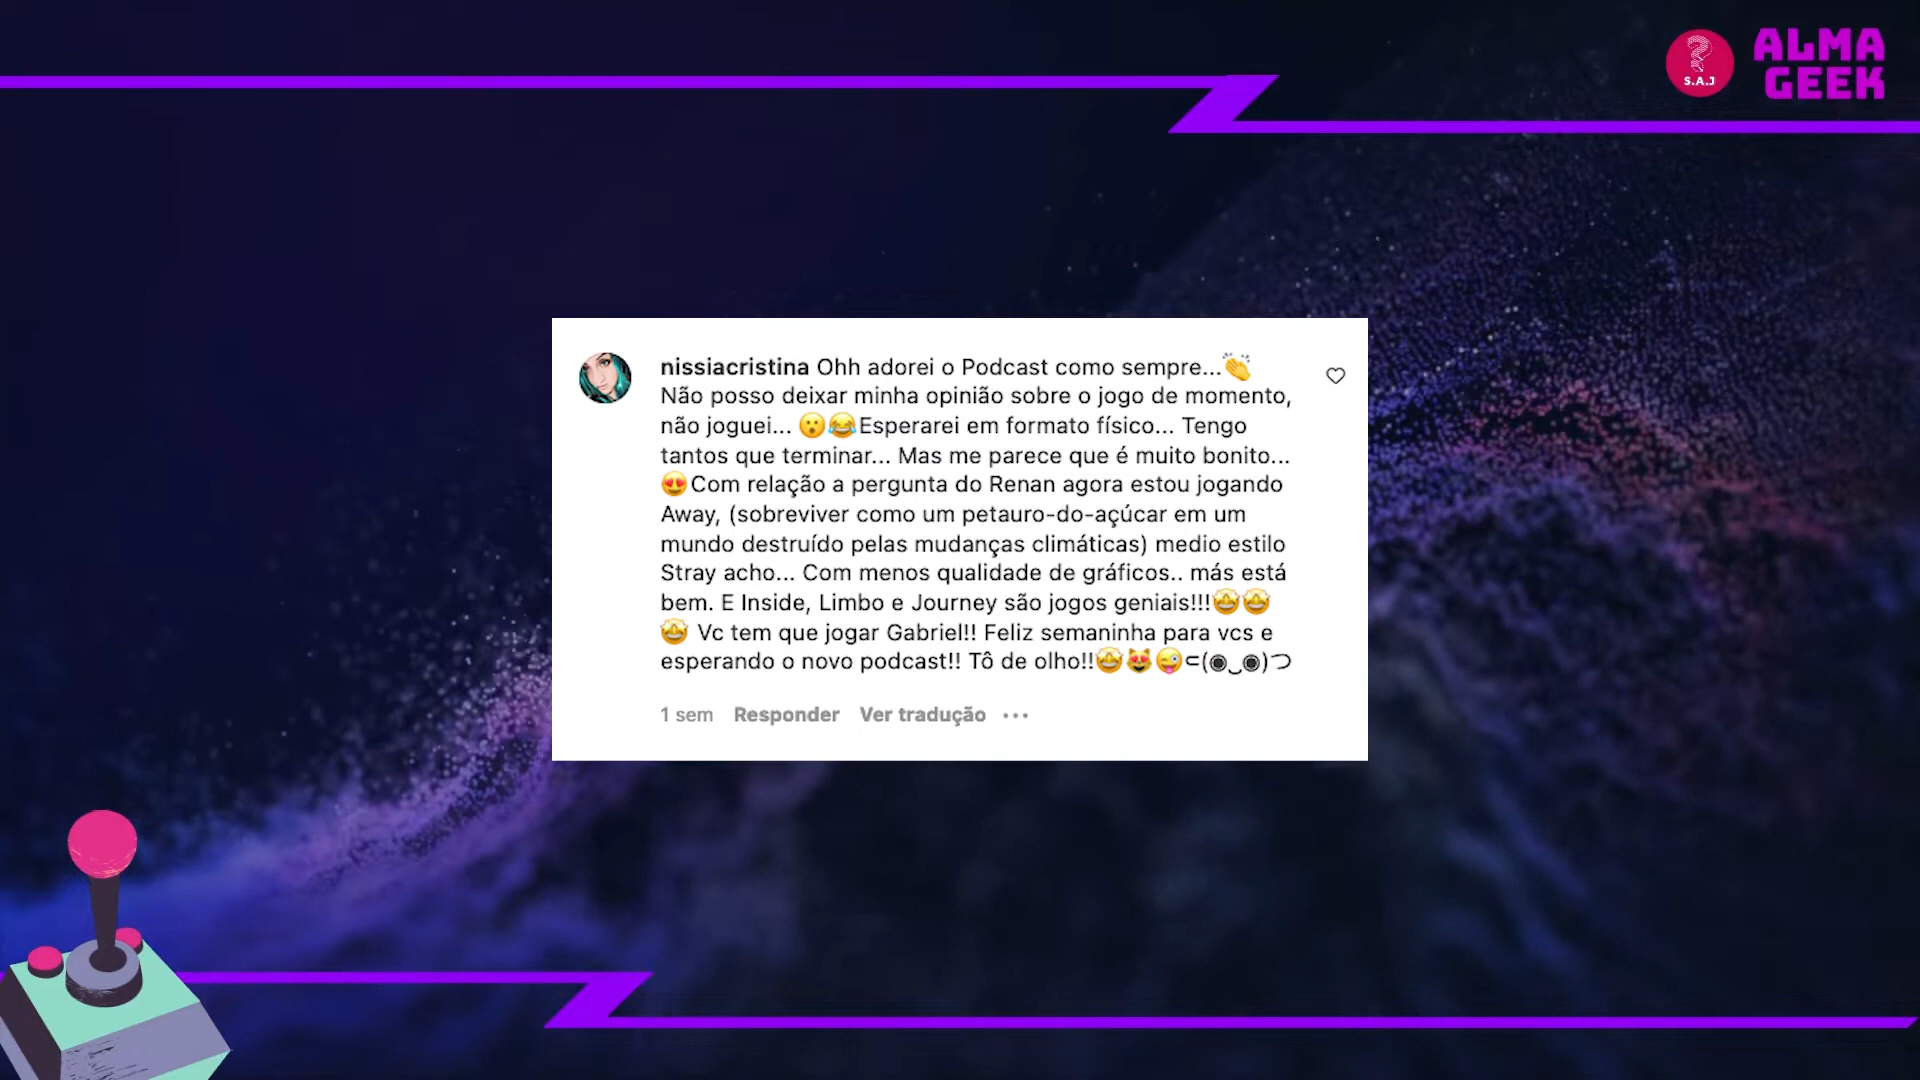 S.A.J
ALMA
GEEK
nissiacristina Ohh adorei o Podcast como sempre...👏
Não posso deixar minha opinião sobre o jogo de momento,
não joguei... 😮😂Esperarei em formato físico... Tengo
tantos que terminar... Mas me parece que é muito bonito...
😍Com relação a pergunta do Renan agora estou jogando
Away, (sobreviver como um petauro-do-açúcar em um
mundo destruído pelas mudanças climáticas) medio estilo
Stray acho... Com menos qualidade de gráficos.. más está
bem. E Inside, Limbo e Journey são jogos geniais!!!🤩🤩
🤩 Vc tem que jogar Gabriel!! Feliz semaninha para vcs e
esperando o novo podcast!! Tô de olho!!🤩😻😜⊂(◉‿◉)つ
1 sem Responder Ver tradução •••